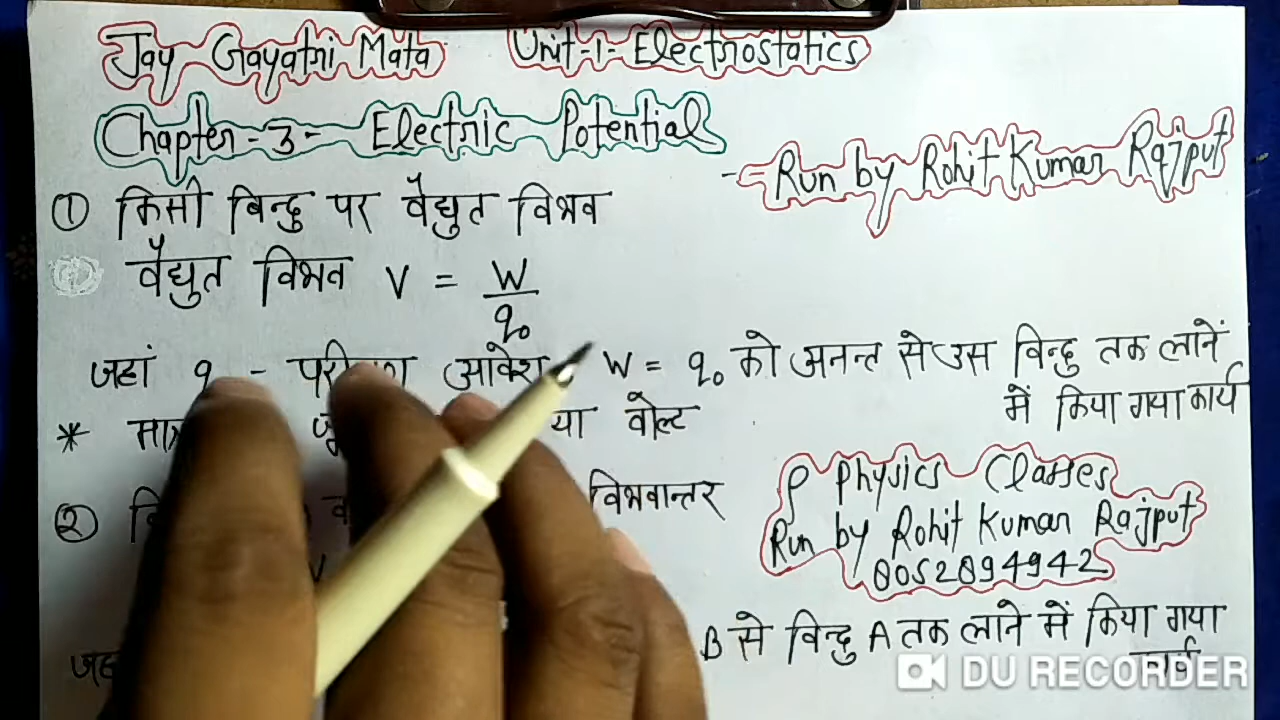 Jay Gayatri Mata Unit-1-Electrostatics
Chapter-3- Electric Potential
- Run by Rohit Kumar Rajput
① किसी बिन्दु पर वैद्युत विभव
वैद्युत विभव V = W/q₀
जहां q - आवेश W = q₀ को अनन्त से उस बिन्दु तक लानें
में किया गया कार्य
* या वोल्ट
② विभवान्तर
P Physics Classes
Run by Rohit Kumar Rajput
8052894942
B से बिन्दु A तक लाने में किया गया
कार्य
DU RECORDER